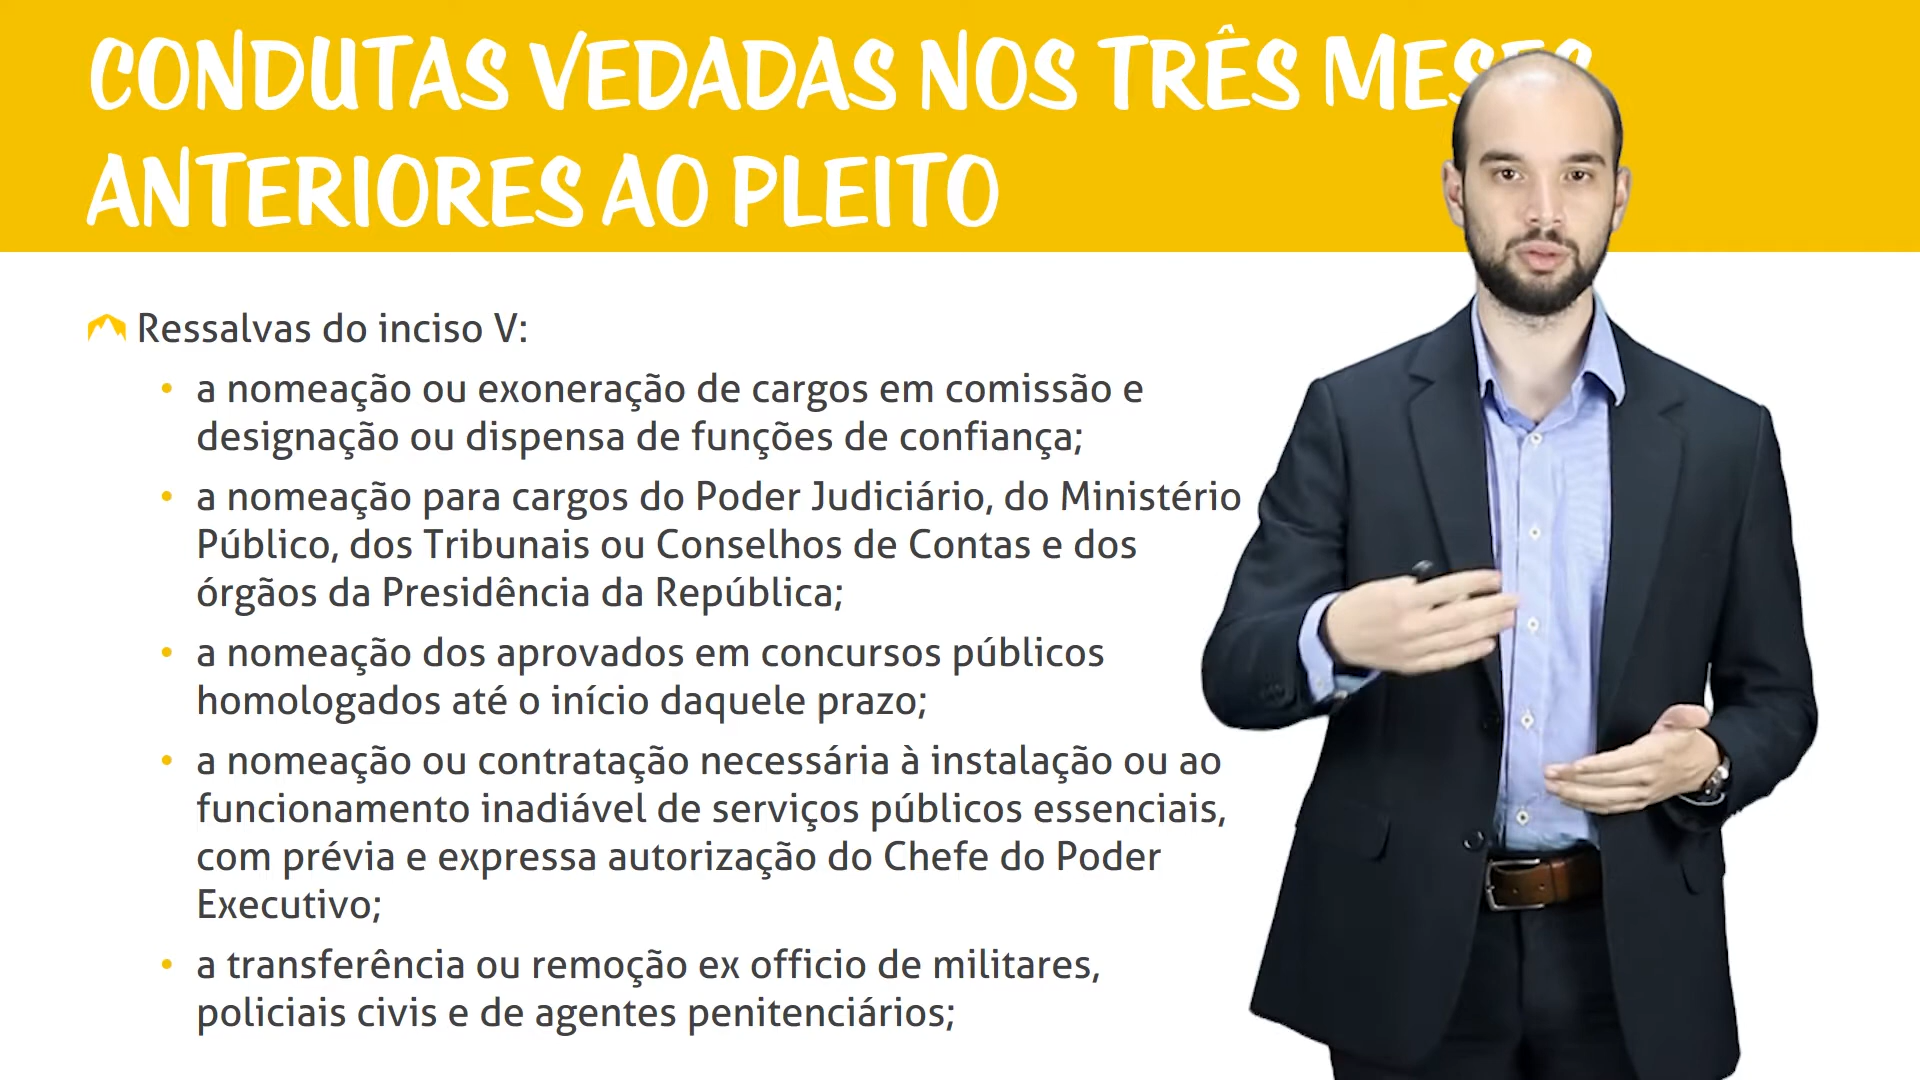 CONDUTAS VEDADAS NOS TRÊS MESES
ANTERIORES AO PLEITO
Ressalvas do inciso V:
• a nomeação ou exoneração de cargos em comissão e
designação ou dispensa de funções de confiança;
• a nomeação para cargos do Poder Judiciário, do Ministério
Público, dos Tribunais ou Conselhos de Contas e dos
órgãos da Presidência da República;
• a nomeação dos aprovados em concursos públicos
homologados até o início daquele prazo;
• a nomeação ou contratação necessária à instalação ou ao
funcionamento inadiável de serviços públicos essenciais,
com prévia e expressa autorização do Chefe do Poder
Executivo;
• a transferência ou remoção ex officio de militares,
policiais civis e de agentes penitenciários;